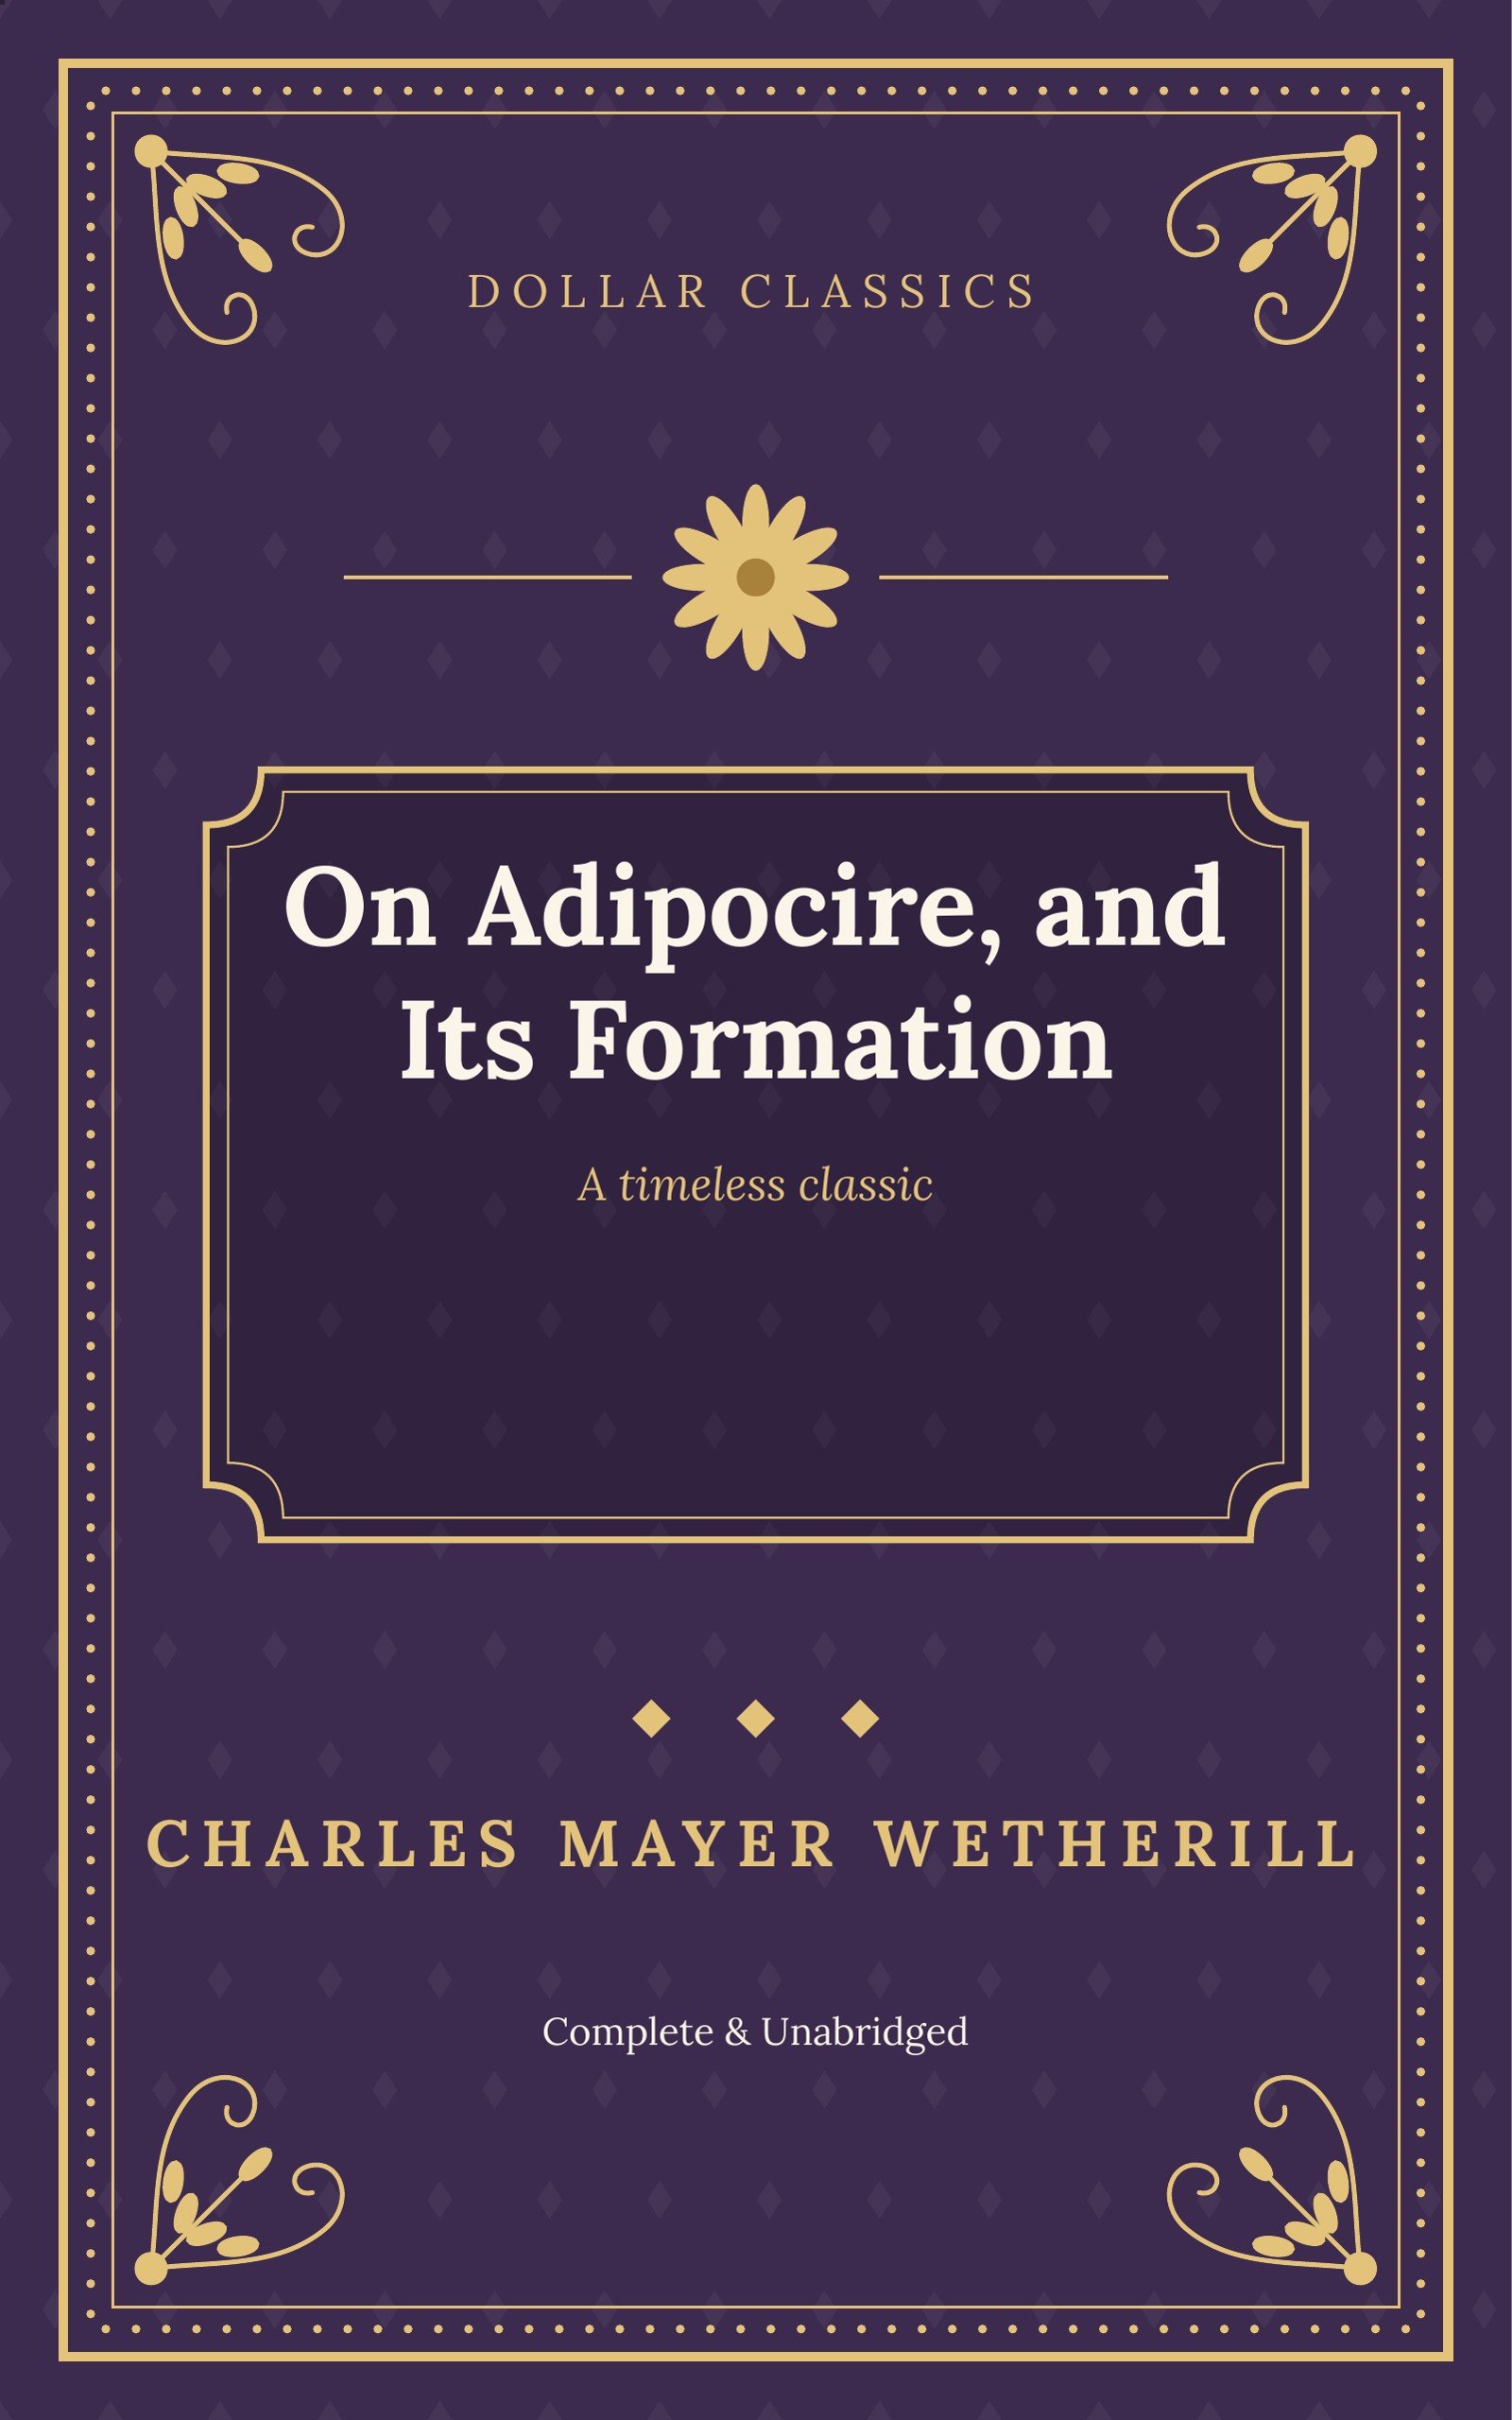 DOLLAR CLASSICS
On Adipocire, and
Its Formation
A timeless classic
CHARLES MAYER WETHERILL
Complete & Unabridged